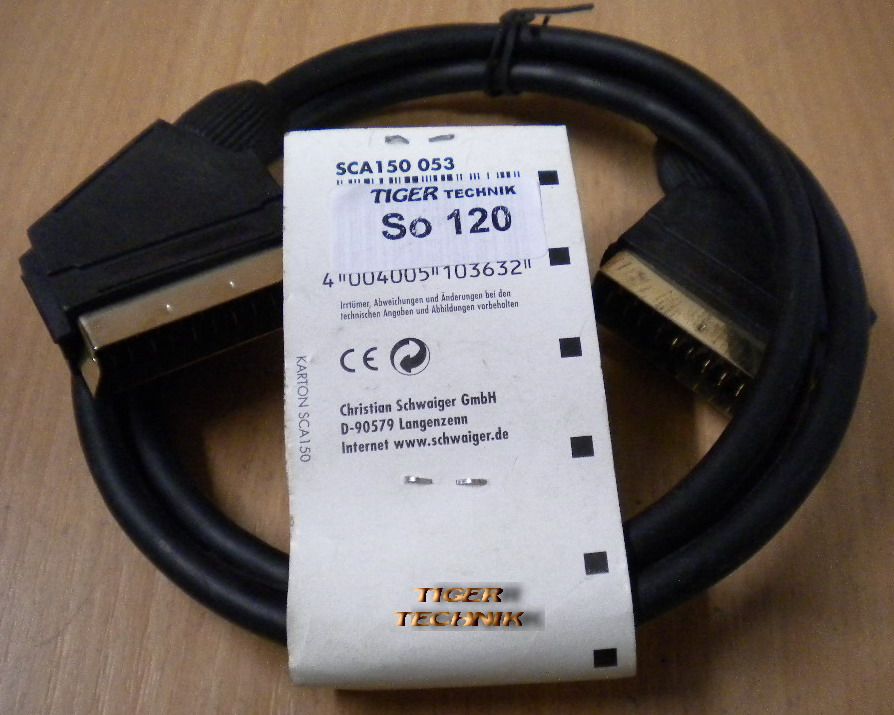 SCA150 053
TIGER TECHNIK
So 120
4"004005"103632"
Irrtümer, Abweichungen und Änderungen bei den
technischen Angaben und Abbildungen vorbehalten
CE
KARTON SCA150
Christian Schwaiger GmbH
D-90579 Langenzenn
Internet www.schwaiger.de
TIGER
TECHNIK